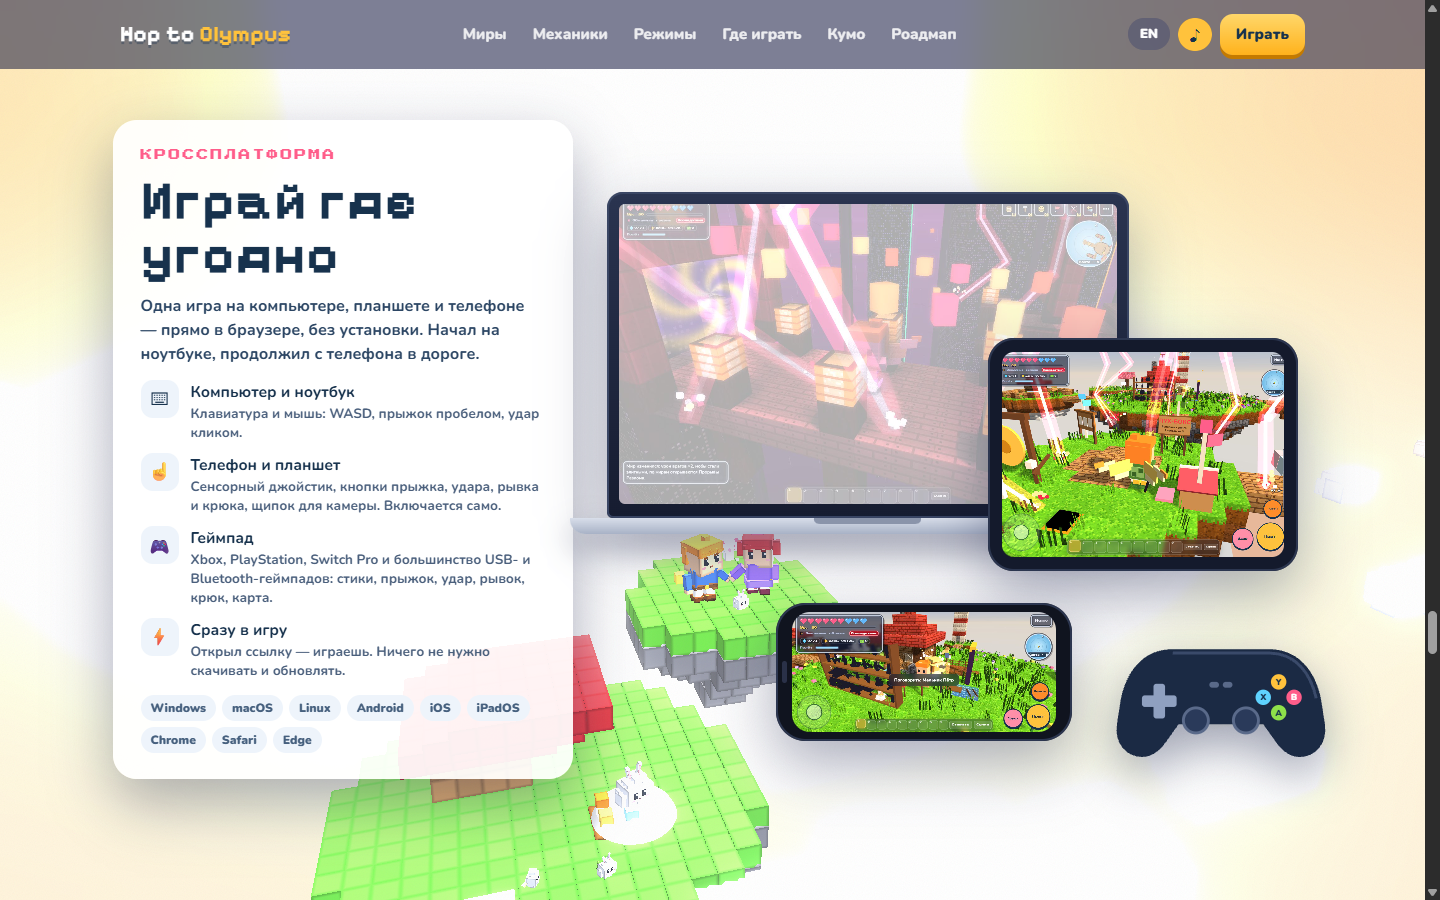 Hop to Olympus
Миры
Механики
Режимы
Где играть
Кумо
Роадмап
EN
Играть
КРОССПЛАТФОРМА
Играй где
угодно
Одна игра на компьютере, планшете и телефоне
— прямо в браузере, без установки. Начал на
ноутбуке, продолжил с телефона в дороге.
Компьютер и ноутбук
Клавиатура и мышь: WASD, прыжок пробелом, удар
кликом.
Телефон и планшет
Сенсорный джойстик, кнопки прыжка, удара, рывка
и крюка, щипок для камеры. Включается само.
Геймпад
Xbox, PlayStation, Switch Pro и большинство USB- и
Bluetooth-геймпадов: стики, прыжок, удар, рывок,
крюк, карта.
Сразу в игру
Открыл ссылку — играешь. Ничего не нужно
скачивать и обновлять.
Windows
macOS
Linux
Android
iOS
iPadOS
Chrome
Safari
Edge
Y
X
B
A